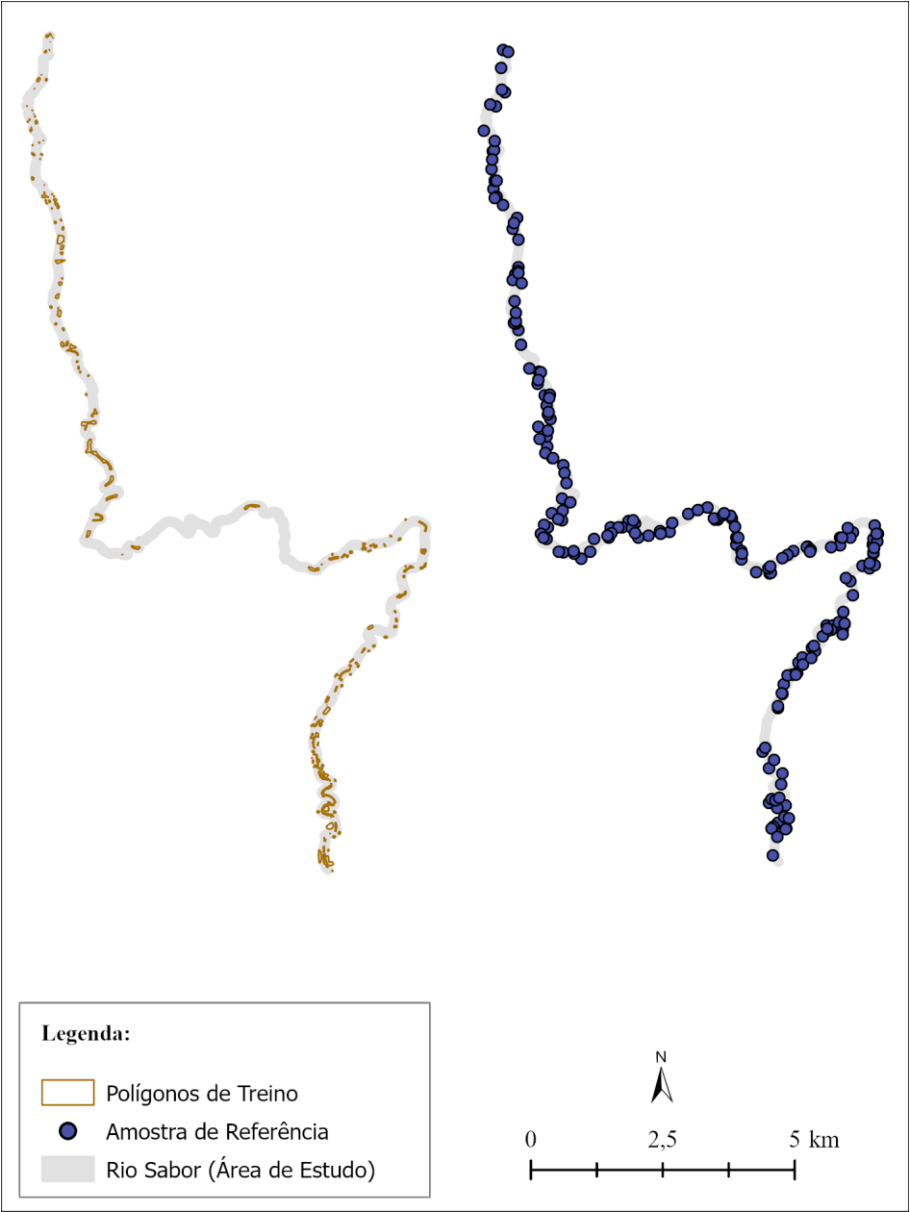 Legenda:
Polígonos de Treino
Amostra de Referência
Rio Sabor (Área de Estudo)
N
0 2,5 5 km